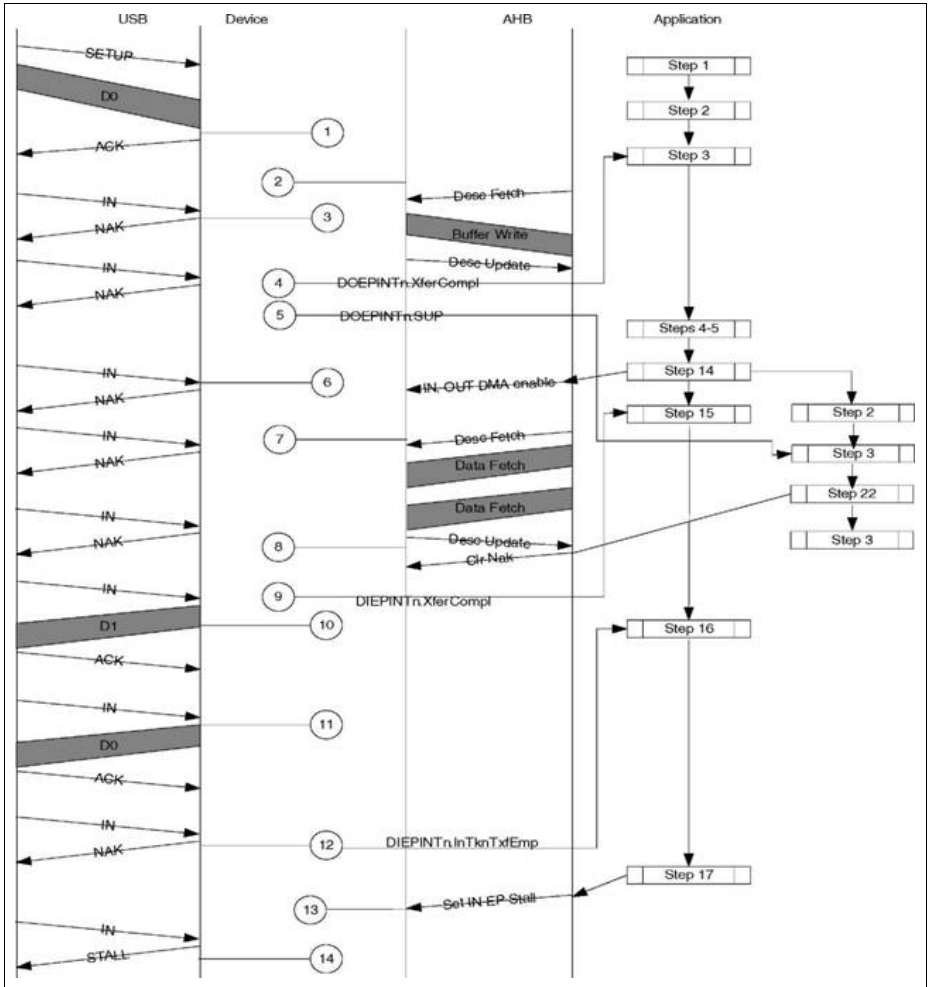 USB Device AHB Application
SETUP
Step 1
D0
Step 2
1
ACK
Step 3
2
Desc Fetch
IN
3
NAK
Buffer Write
IN
Desc Update
4
DOEPINTn.XferCompl
NAK
5
DOEPINTn.SUP
Steps 4-5
IN
Step 14
6
IN, OUT DMA enable
NAK
Step 15
Step 2
IN
7
Desc Fetch
Step 3
NAK
Data Fetch
Step 22
IN
Data Fetch
NAK
8
Desc Update
Step 3
Clr Nak
IN
9
DIEPINTn.XferCompl
D1
10
Step 16
ACK
IN
11
D0
ACK
IN
12
DIEPINTn.InTknTxfEmp
NAK
Step 17
Set IN EP Stall
13
IN
STALL
14